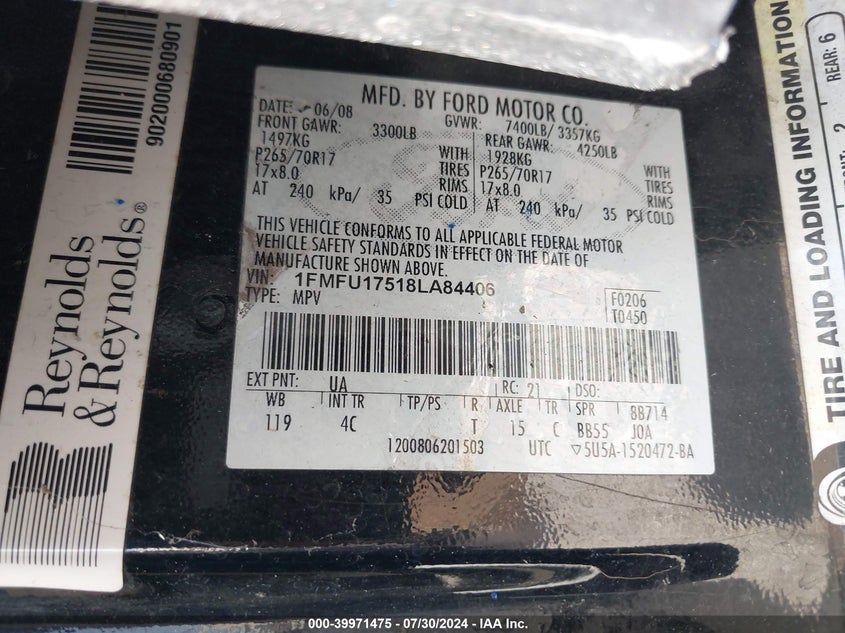 902000680901
Reynolds
& Reynolds®
MFD. BY FORD MOTOR CO.
DATE: 06/08 GVWR: 7400LB/ 3357KG
FRONT GAWR: 3300LB REAR GAWR: 4250LB
1497KG WITH 1928KG WITH
P265/70R17 TIRES P265/70R17 TIRES
17x8.0 RIMS 17x8.0 RIMS
AT 240 kPa/ 35 PSI COLD AT 240 kPa/ 35 PSI COLD
THIS VEHICLE CONFORMS TO ALL APPLICABLE FEDERAL MOTOR
VEHICLE SAFETY STANDARDS IN EFFECT ON THE DATE OF
MANUFACTURE SHOWN ABOVE.
VIN: 1FMFU17518LA84406
TYPE: MPV
F0206
T0450
EXT PNT: UA RC: 21 DSO:
WB INT TR TP/PS R AXLE TR SPR 8B714
119 4C T 15 C BB55 JOA
1200806201503 UTC ▽5U5A-1520472-BA
TIRE AND LOADING INFORMATION
2 REAR: 6
000-39971475 - 07/30/2024 - IAA Inc.